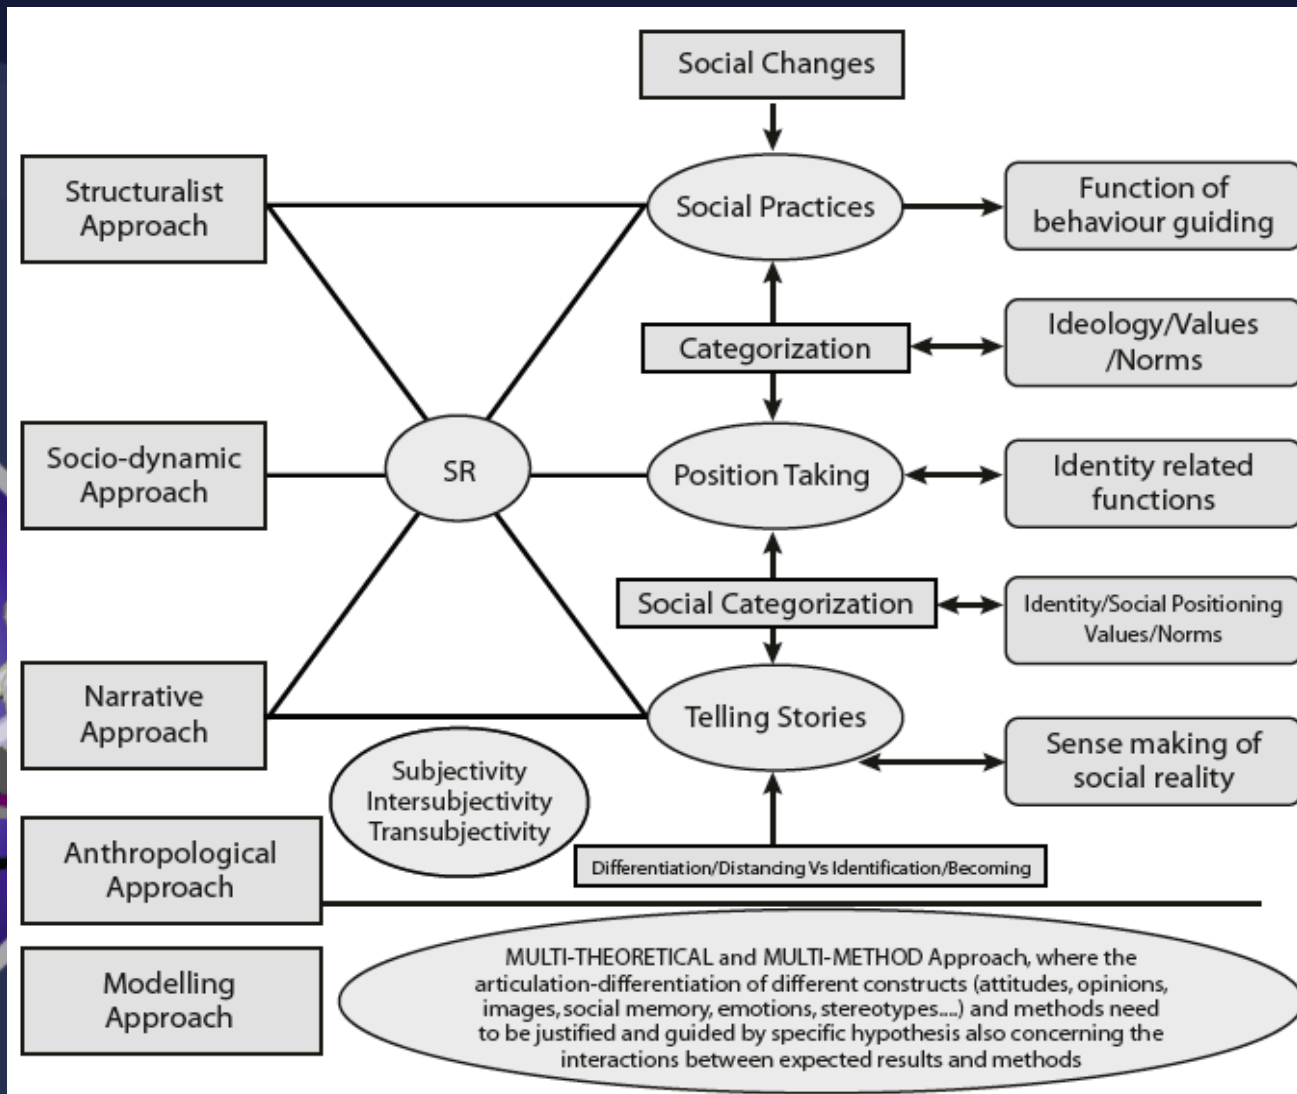 Social Changes
Structuralist
Approach
Social Practices
Function of
behaviour guiding
Categorization
Ideology/Values
/Norms
Socio-dynamic
Approach
SR
Position Taking
Identity related
functions
Social Categorization
Identity/Social Positioning
Values/Norms
Narrative
Approach
Telling Stories
Sense making of
social reality
Subjectivity
Intersubjectivity
Transubjectivity
Anthropological
Approach
Differentiation/Distancing Vs Identification/Becoming
Modelling
Approach
MULTI-THEORETICAL and MULTI-METHOD Approach, where the
articulation-differentiation of different constructs (attitudes, opinions,
images, social memory, emotions, stereotypes....) and methods need
to be justified and guided by specific hypothesis also concerning the
interactions between expected results and methods